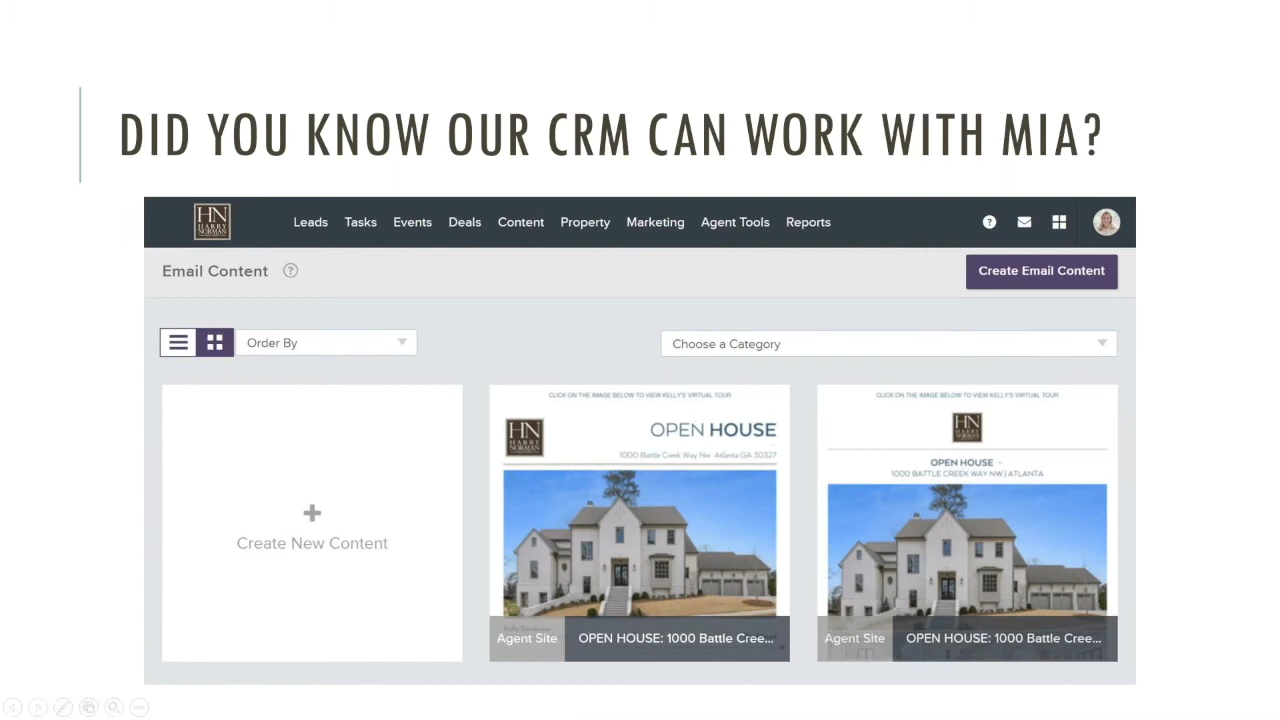 DID YOU KNOW OUR CRM CAN WORK WITH MIA?
HN
HARRY
NORMAN
Leads Tasks Events Deals Content Property Marketing Agent Tools Reports
?
Email Content ?
Create Email Content
Order By
Choose a Category
+
Create New Content
CLICK ON THE IMAGE BELOW TO VIEW KELLY'S VIRTUAL TOUR
HN
HARRY
NORMAN
OPEN HOUSE
1000 Battle Creek Way Nw Atlanta GA 30327
Agent Site
OPEN HOUSE: 1000 Battle Cree...
CLICK ON THE IMAGE BELOW TO VIEW KELLY'S VIRTUAL TOUR
HN
HARRY
NORMAN
OPEN HOUSE -
1000 BATTLE CREEK WAY NW | ATLANTA
Agent Site
OPEN HOUSE: 1000 Battle Cree...